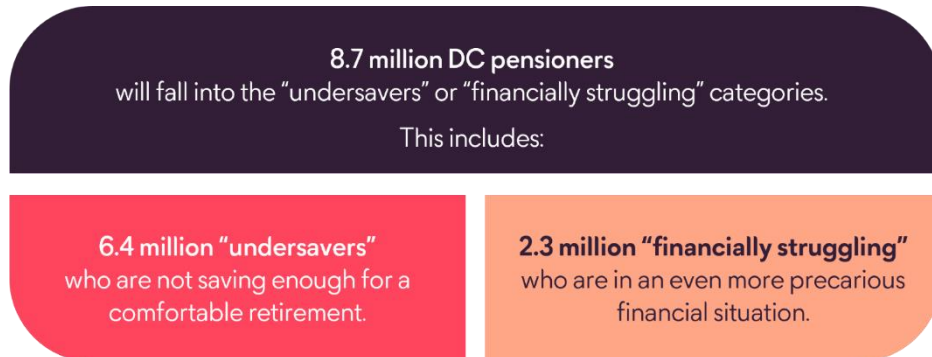 8.7 million DC pensioners
will fall into the “undersavers” or “financially struggling” categories.
This includes:
6.4 million “undersavers”
who are not saving enough for a
comfortable retirement.
2.3 million “financially struggling”
who are in an even more precarious
financial situation.